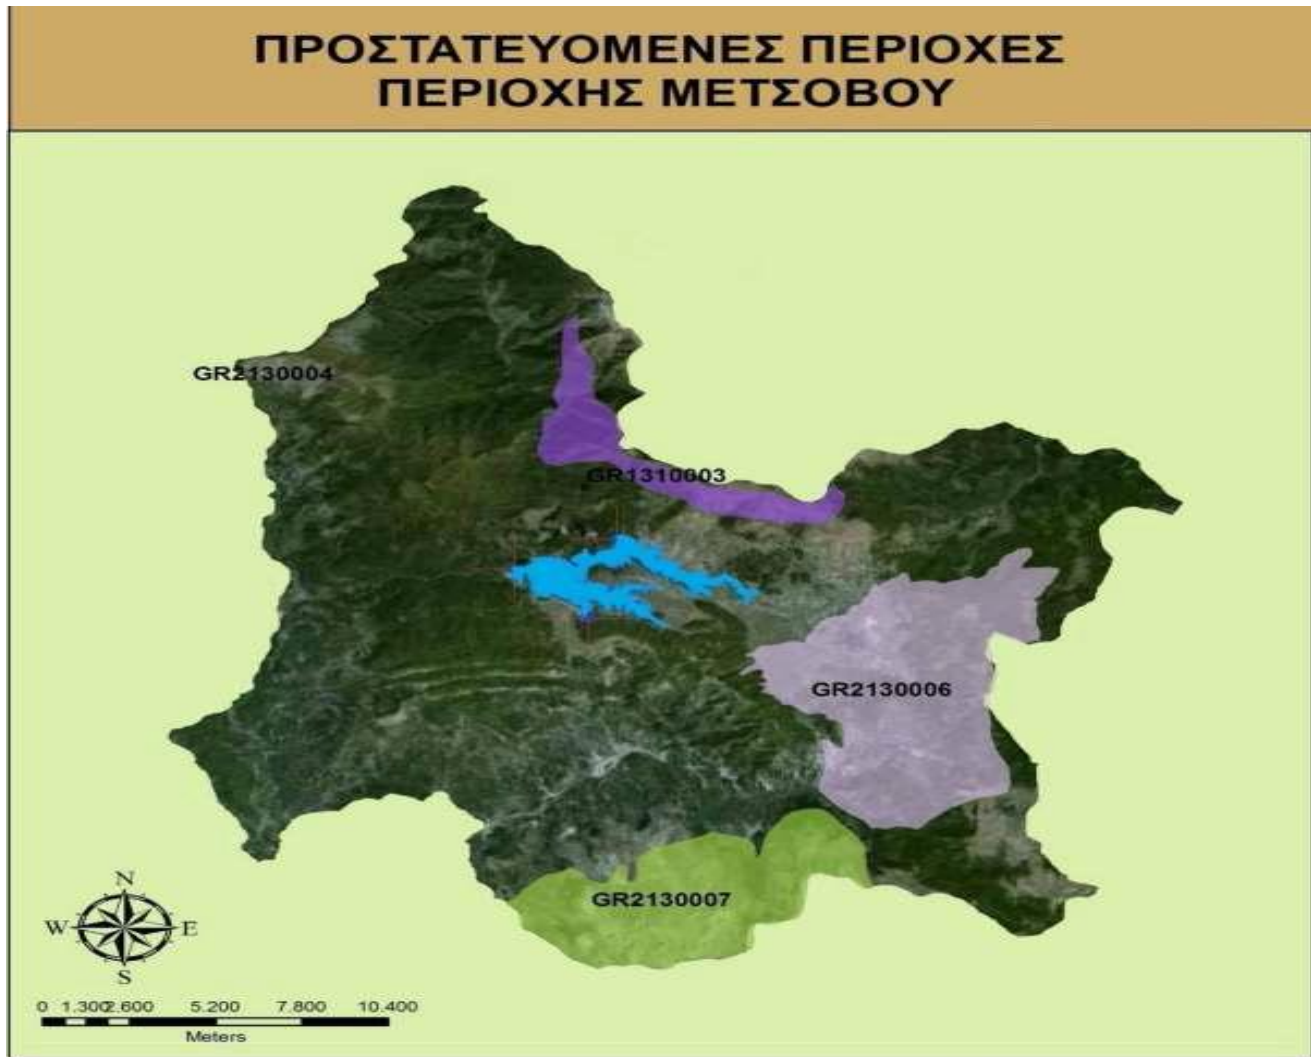 ΠΡΟΣΤΑΤΕΥΟΜΕΝΕΣ ΠΕΡΙΟΧΕΣ
ΠΕΡΙΟΧΗΣ ΜΕΤΣΟΒΟΥ
GR2130004
GR1310003
GR2130006
GR2130007
N
W E
S
0 1.300 2.600 5.200 7.800 10.400
Meters